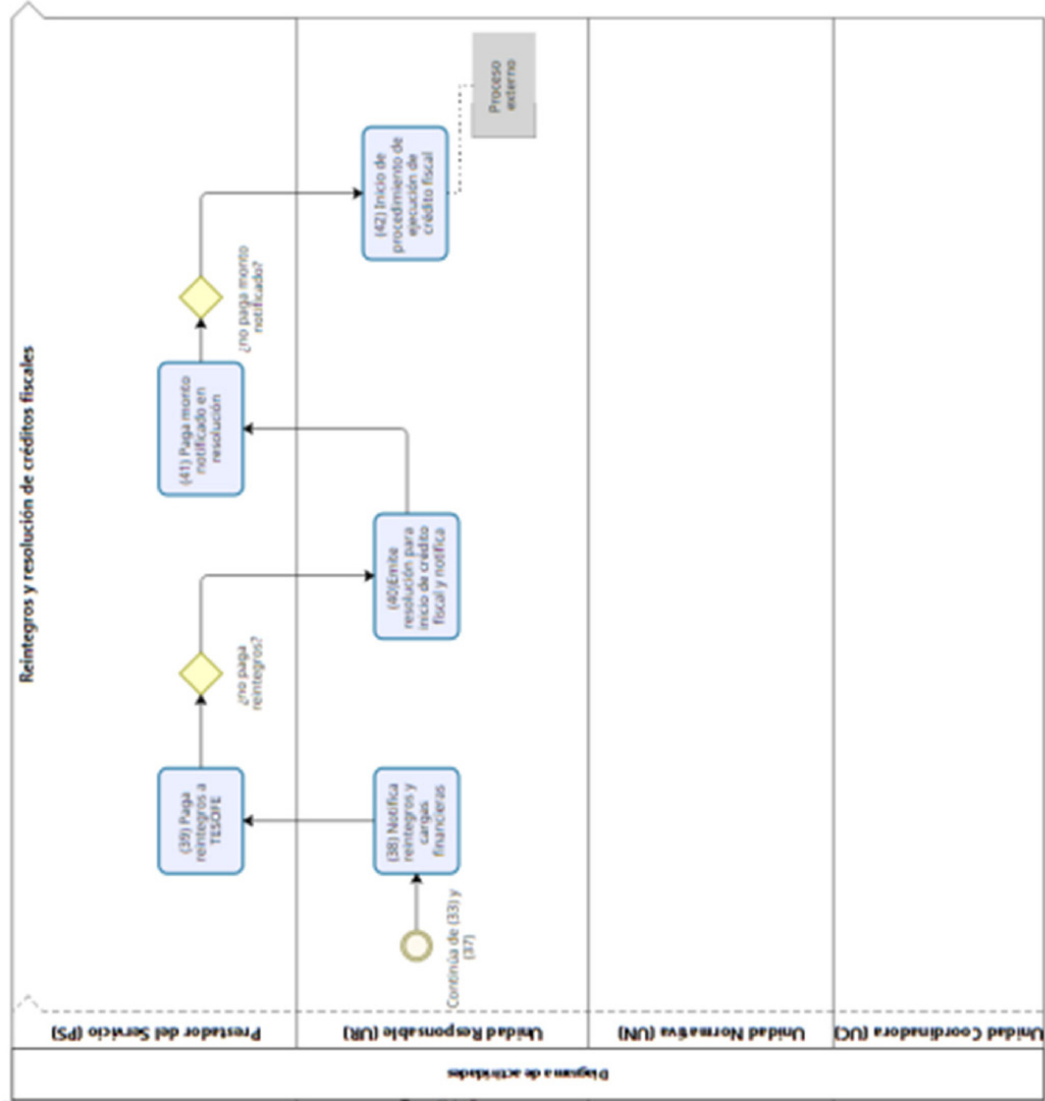 Reintegros y resolución de créditos fiscales
Diagrama de actividades
Prestador del Servicio (PS)
Unidad Responsable (UR)
Unidad Normativa (UN)
Unidad Coordinadora (UC)
Continúa de (33) y
(37)
(38) Notifica
reintegros y
cargas
financieras
(39) Paga
reintegros a
TESOFE
¿no paga
reintegros?
(40)Emite
resolución para
inicio de crédito
fiscal y notifica
(41) Paga monto
notificado en
resolución
¿no paga monto
notificado?
(42) Inicio de
procedimiento de
ejecución de
crédito fiscal
Proceso
externo